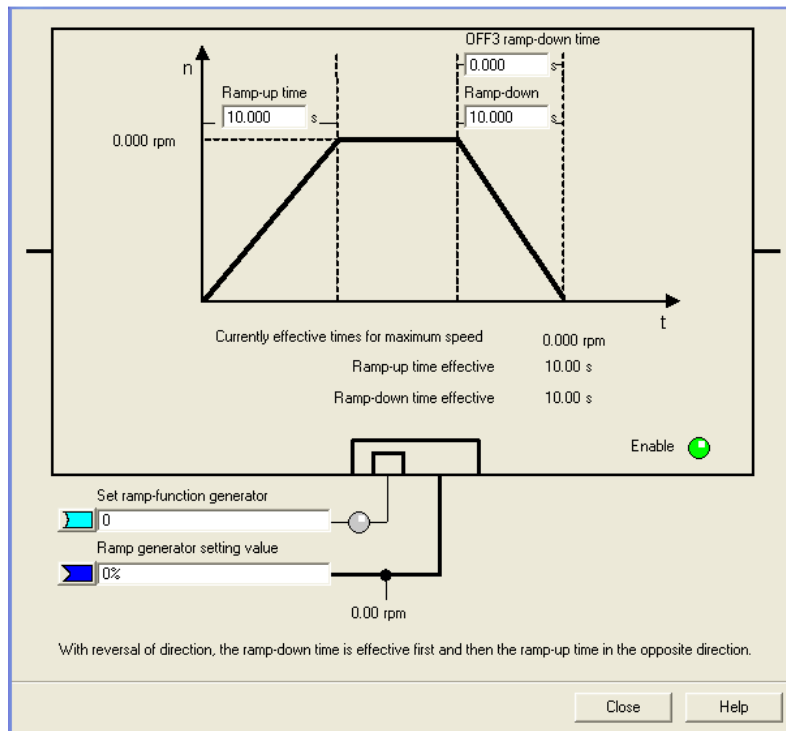 OFF3 ramp-down time
n
0.000 s
Ramp-up time
Ramp-down
10.000 s
10.000 s
0.000 rpm
t
Currently effective times for maximum speed 0.000 rpm
Ramp-up time effective 10.00 s
Ramp-down time effective 10.00 s
Enable
Set ramp-function generator
0
Ramp generator setting value
0%
0.00 rpm
With reversal of direction, the ramp-down time is effective first and then the ramp-up time in the opposite direction.
Close
Help